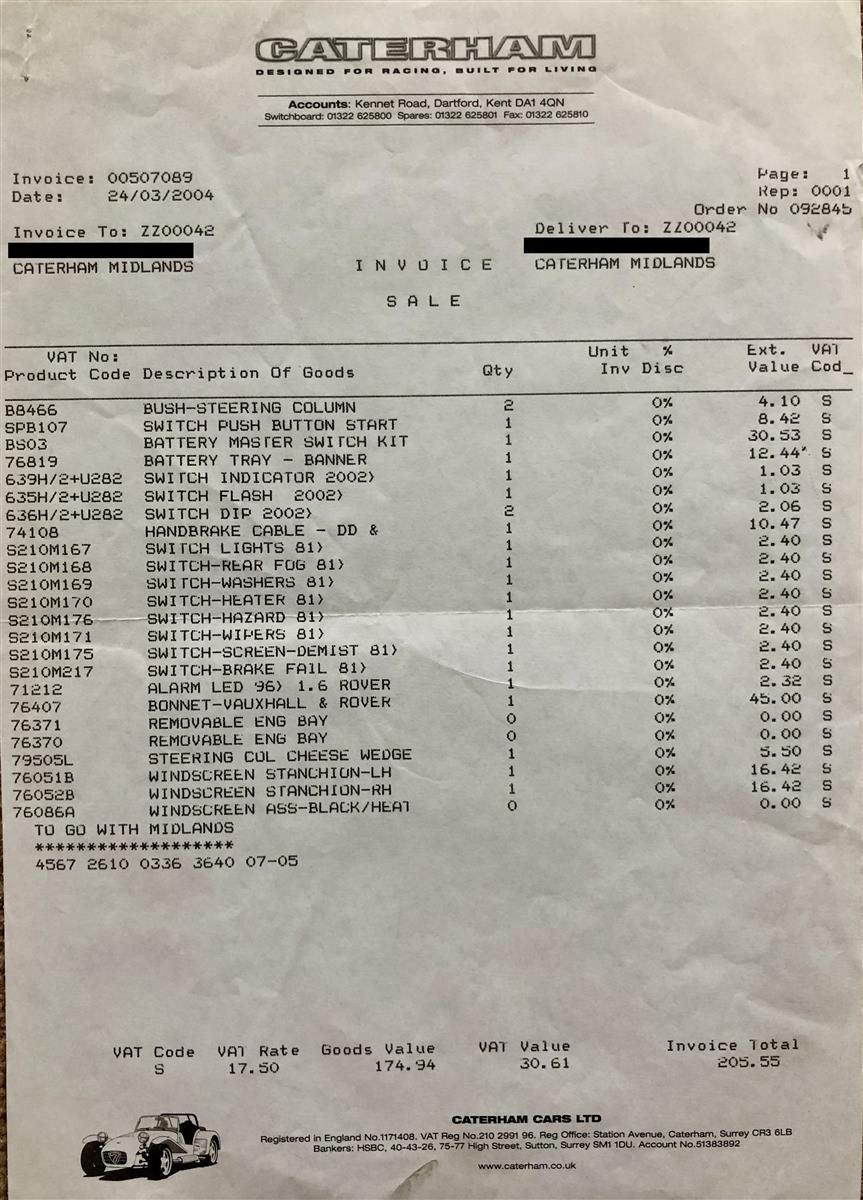 CATERHAM
DESIGNED FOR RACING, BUILT FOR LIVING
Accounts: Kennet Road, Dartford, Kent DA1 4QN
Switchboard: 01322 625800 Spares: 01322 625801 Fax: 01322 625810
Invoice: 00507089 Page: 1
Date: 24/03/2004 Rep: 0001
Order No 092845
Invoice To: ZZ00042 Deliver To: ZZ00042
CATERHAM MIDLANDS INVOICE CATERHAM MIDLANDS
SALE
VAT No: Unit % Ext. VAT
Product Code Description Of Goods Qty Inv Disc Value Cod_
B8466 BUSH-STEERING COLUMN 2 0% 4.10 S
SPB107 SWITCH PUSH BUTTON START 1 0% 8.42 S
BS03 BATTERY MASTER SWITCH KIT 1 0% 30.53 S
76819 BATTERY TRAY - BANNER 1 0% 12.44 S
639H/2+U282 SWITCH INDICATOR 2002> 1 0% 1.03 S
635H/2+U282 SWITCH FLASH 2002> 1 0% 1.03 S
636H/2+U282 SWITCH DIP 2002> 2 0% 2.06 S
74108 HANDBRAKE CABLE - DD & 1 0% 10.47 S
S210M167 SWITCH LIGHTS 81> 1 0% 2.40 S
S210M168 SWITCH-REAR FOG 81> 1 0% 2.40 S
S210M169 SWITCH-WASHERS 81> 1 0% 2.40 S
S210M170 SWITCH-HEATER 81> 1 0% 2.40 S
S210M176 SWITCH-HAZARD 81> 1 0% 2.40 S
S210M171 SWITCH-WIPERS 81> 1 0% 2.40 S
S210M175 SWITCH-SCREEN-DEMIST 81> 1 0% 2.40 S
S210M217 SWITCH-BRAKE FAIL 81> 1 0% 2.40 S
71212 ALARM LED 96> 1.6 ROVER 1 0% 2.32 S
76407 BONNET-VAUXHALL & ROVER 1 0% 45.00 S
76371 REMOVABLE ENG BAY 0 0% 0.00 S
76370 REMOVABLE ENG BAY 0 0% 0.00 S
79505L STEERING COL CHEESE WEDGE 1 0% 5.50 S
76051B WINDSCREEN STANCHION-LH 1 0% 16.42 S
76052B WINDSCREEN STANCHION-RH 1 0% 16.42 S
76086A WINDSCREEN ASS-BLACK/HEAT 0 0% 0.00 S
TO GO WITH MIDLANDS
*******************
4567 2610 0336 3640 07-05
VAT Code VAT Rate Goods Value VAT Value Invoice Total
S 17.50 174.94 30.61 205.55
CATERHAM CARS LTD
Registered in England No.1171408. VAT Reg No.210 2991 96. Reg Office: Station Avenue, Caterham, Surrey CR3 6LB
Bankers: HSBC, 40-43-26, 75-77 High Street, Sutton, Surrey SM1 1DU. Account No.51383892
www.caterham.co.uk